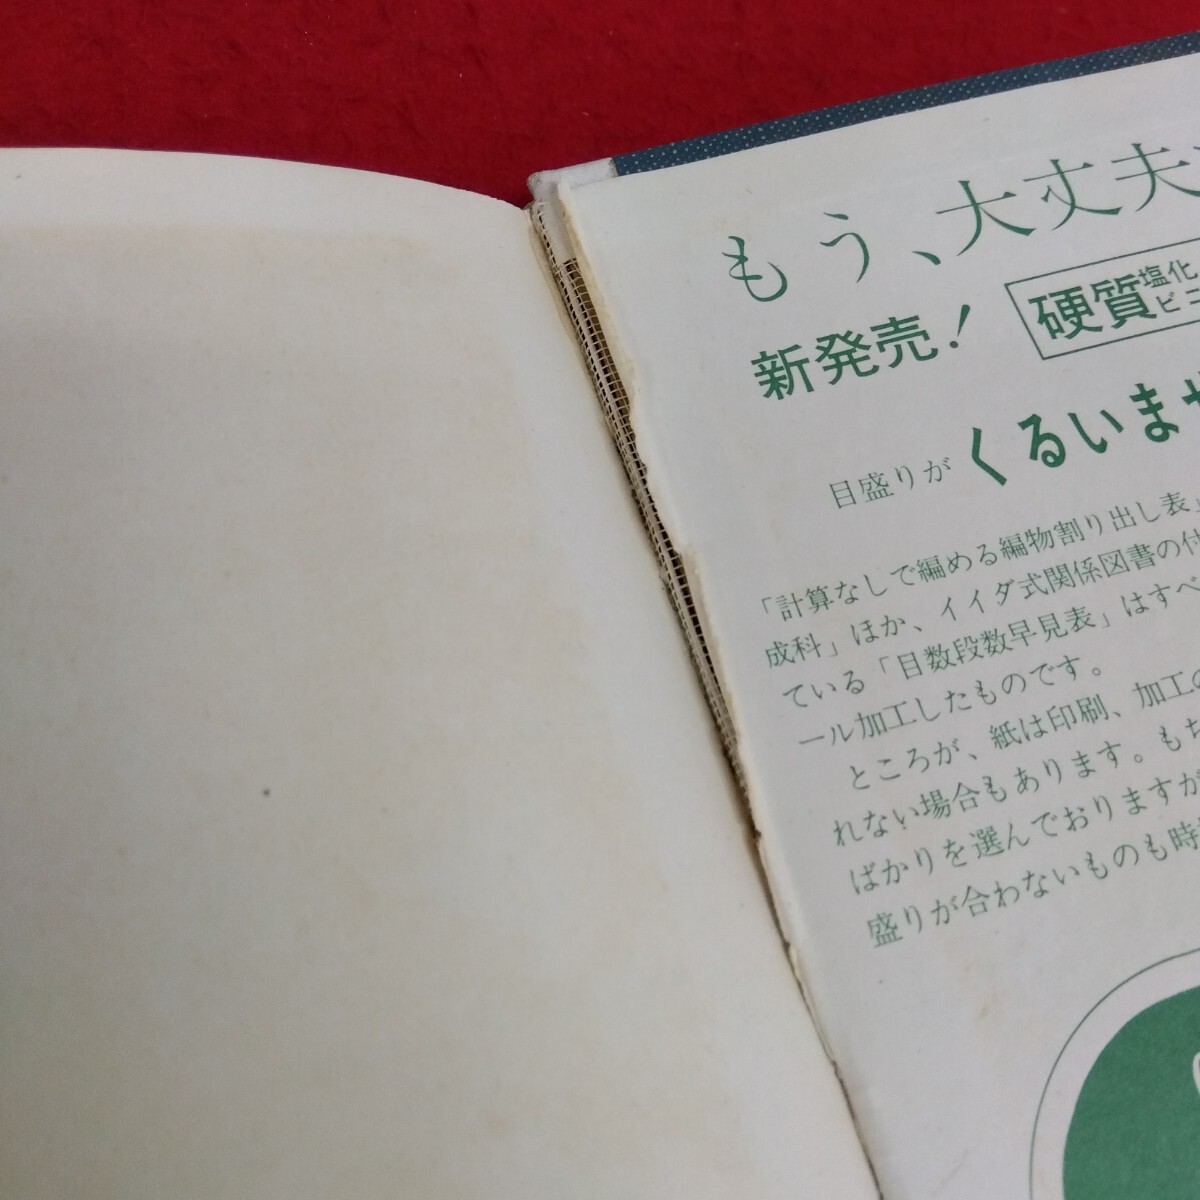 もう、大丈夫
新発売！ 硬質塩化ビニ
目盛りがくるいませ
「計算なしで編める編物割り出し表」
成科」ほか、イイダ式関係図書の付
ている「目数段数早見表」はすべ
ール加工したものです。
ところが、紙は印刷、加工の
れない場合もあります。もち
ばかりを選んでおりますが
盛りが合わないものも時